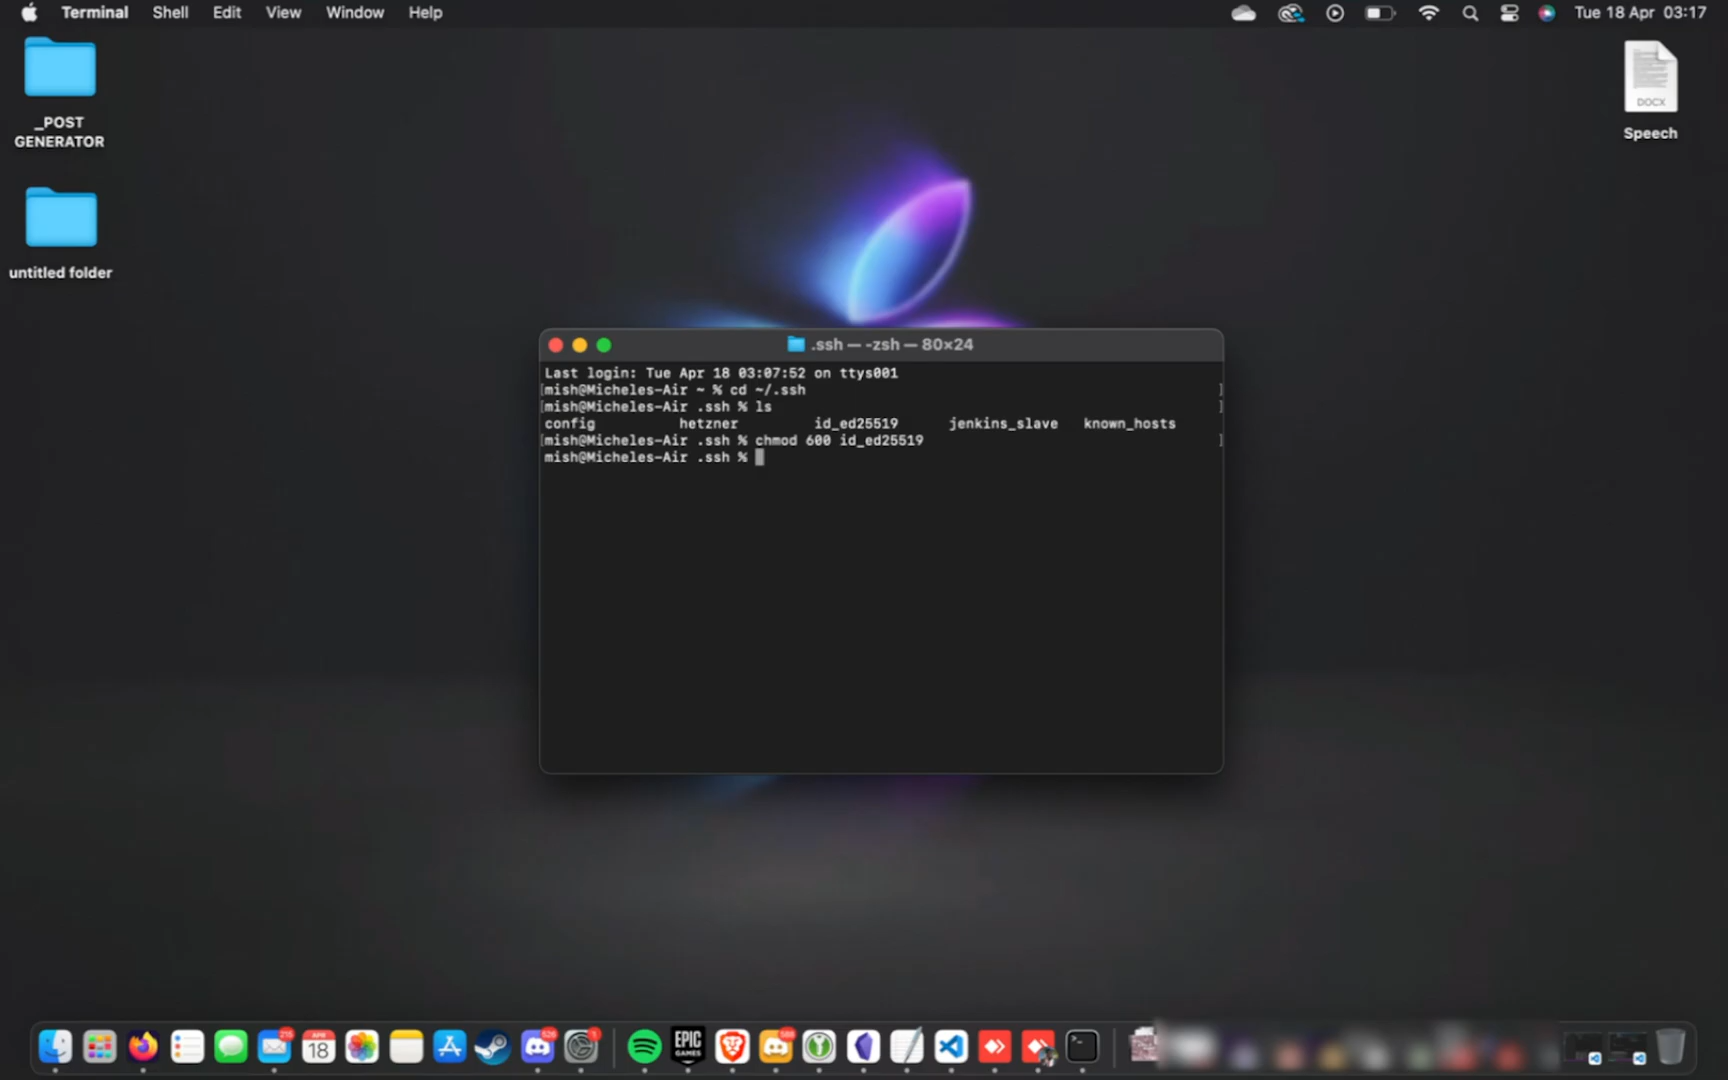 Terminal Shell Edit View Window Help Tue 18 Apr 03:17
_POST
GENERATOR
untitled folder
DOCX
Speech
.ssh — -zsh — 80×24
Last login: Tue Apr 18 03:07:52 on ttys001
[mish@Micheles-Air ~ % cd ~/.ssh ]
[mish@Micheles-Air .ssh % ls ]
config hetzner id_ed25519 jenkins_slave known_hosts
[mish@Micheles-Air .ssh % chmod 600 id_ed25519 ]
mish@Micheles-Air .ssh %
APR
18
EPIC
GAMES